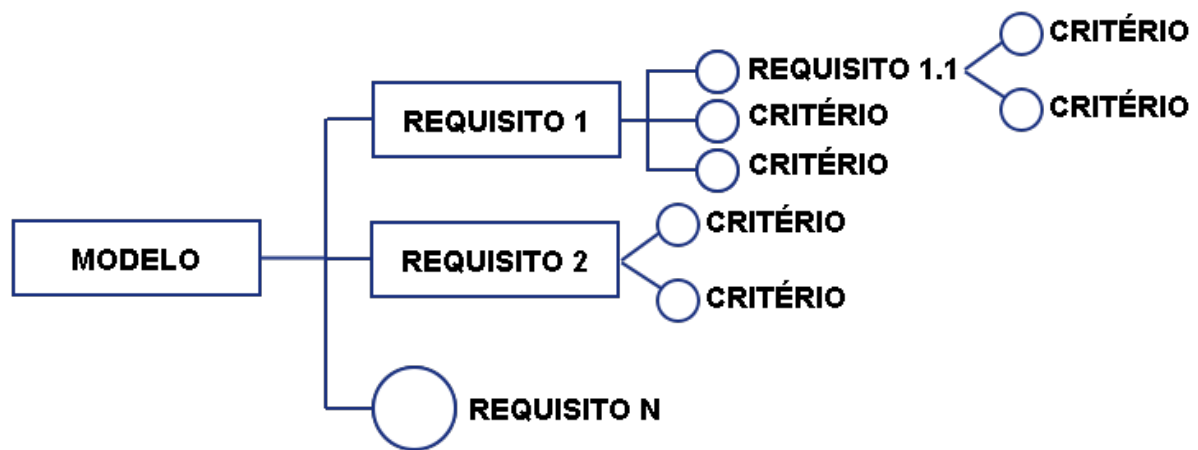 CRITÉRIO
REQUISITO 1.1
CRITÉRIO
REQUISITO 1
CRITÉRIO
CRITÉRIO
CRITÉRIO
MODELO
REQUISITO 2
CRITÉRIO
REQUISITO N